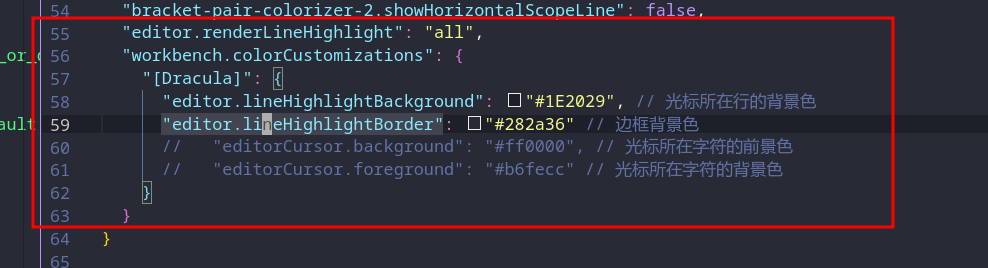 54 "bracket-pair-colorizer-2.showHorizontalScopeLine": false,
55 "editor.renderLineHighlight": "all",
_or_ 56 "workbench.colorCustomizations": {
57 "[Dracula]": {
58 "editor.lineHighlightBackground": "#1E2029", // 光标所在行的背景色
ault 59 "editor.lineHighlightBorder": "#282a36" // 边框背景色
60 // "editorCursor.background": "#ff0000", // 光标所在字符的前景色
61 // "editorCursor.foreground": "#b6fecc" // 光标所在字符的背景色
62 }
63 }
64 }
65